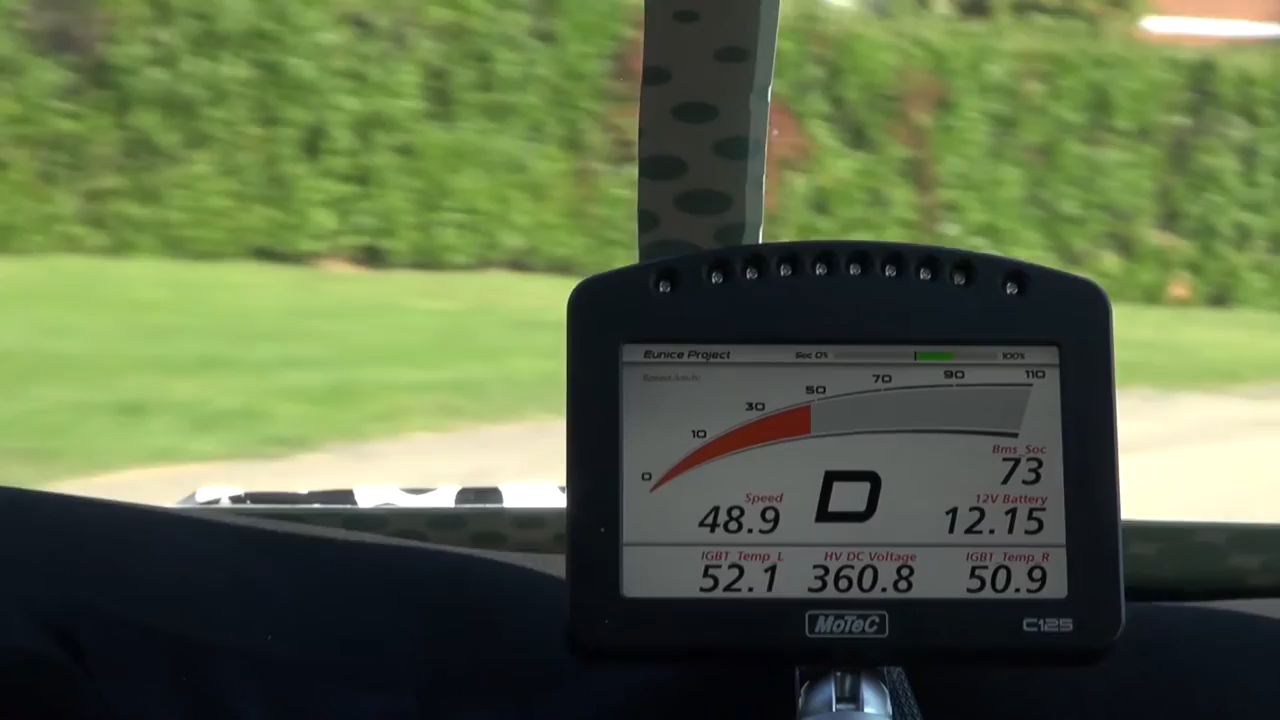 Eunice Project Soc 0% 100%
0 10 30 50 70 90 110
Bms_Soc
73
Speed
48.9
D
12V Battery
12.15
IGBT_Temp_L HV DC Voltage IGBT_Temp_R
52.1 360.8 50.9
MoTeC C125